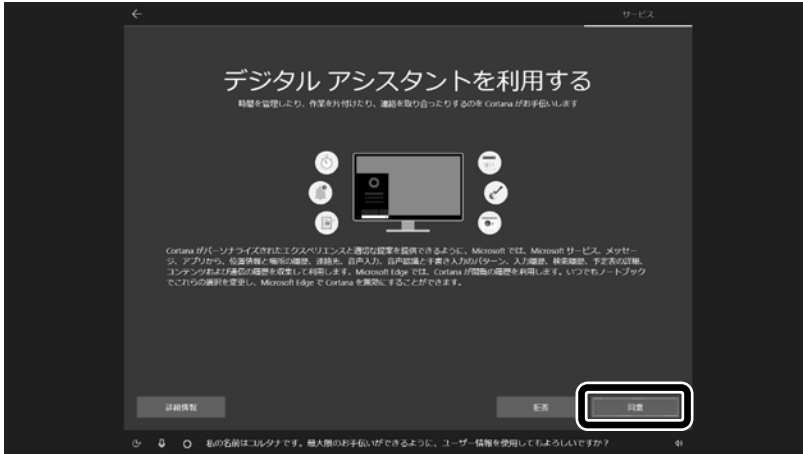 サービス
デジタル アシスタントを利用する
時間を管理したり、作業を片付けたり、連絡を取り合ったりするのを Cortana がお手伝いします
Cortana がパーソナライズされたエクスペリエンスと適切な提案を提供できるように、Microsoft では、Microsoft サービス、メッセー
ジ、アプリから、位置情報と場所の履歴、連絡先、音声入力、音声認識と手書き入力のパターン、入力履歴、検索履歴、予定表の詳細、
コンテンツおよび通信の履歴を収集して利用します。Microsoft Edge では、Cortana が閲覧の履歴を利用します。いつでもノートブック
でこれらの選択を変更し、Microsoft Edge で Cortana を無効にすることができます。
詳細情報
拒否
同意
私の名前はコルタナです。最大限のお手伝いができるように、ユーザー情報を使用してもよろしいですか？